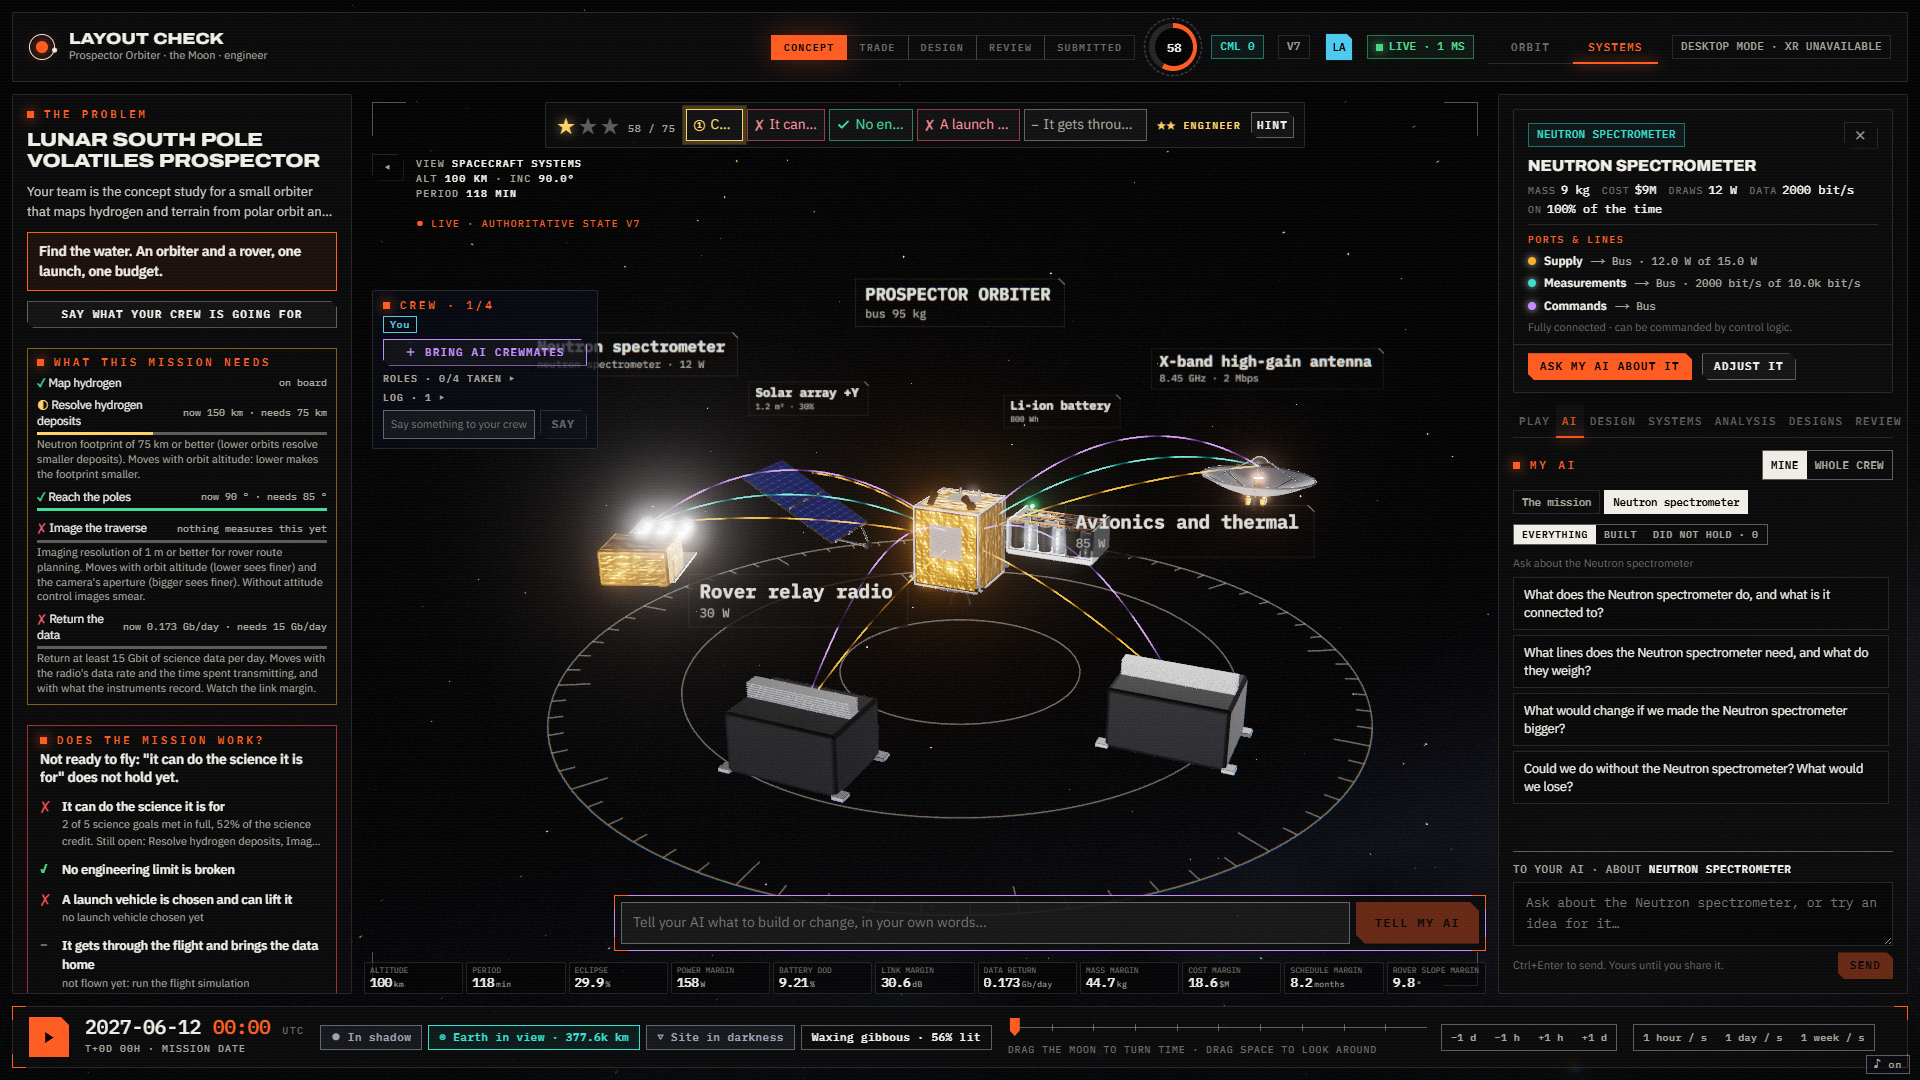 LAYOUT CHECK
Prospector Orbiter · the Moon · engineer
CONCEPT
TRADE
DESIGN
REVIEW
SUBMITTED
58
CML 0
V7
LA
LIVE · 1 MS
ORBIT
SYSTEMS
DESKTOP MODE · XR UNAVAILABLE
THE PROBLEM
LUNAR SOUTH POLE
VOLATILES PROSPECTOR
Your team is the concept study for a small orbiter
that maps hydrogen and terrain from polar orbit an...
Find the water. An orbiter and a rover, one
launch, one budget.
SAY WHAT YOUR CREW IS GOING FOR
WHAT THIS MISSION NEEDS
✓ Map hydrogen
on board
Resolve hydrogen
deposits
now 150 km · needs 75 km
Neutron footprint of 75 km or better (lower orbits resolve
smaller deposits). Moves with orbit altitude: lower makes
the footprint smaller.
✓ Reach the poles
now 90 ° · needs 85 °
✗ Image the traverse
nothing measures this yet
Imaging resolution of 1 m or better for rover route
planning. Moves with orbit altitude (lower sees finer) and
the camera's aperture (bigger sees finer). Without attitude
control images smear.
✗ Return the
data
now 0.173 Gb/day · needs 15 Gb/day
Return at least 15 Gbit of science data per day. Moves with
the radio's data rate and the time spent transmitting, and
with what the instruments record. Watch the link margin.
DOES THE MISSION WORK?
Not ready to fly: "it can do the science it is
for" does not hold yet.
✗ It can do the science it is for
2 of 5 science goals met in full, 52% of the science
credit. Still open: Resolve hydrogen deposits, Imag...
✓ No engineering limit is broken
✗ A launch vehicle is chosen and can lift it
no launch vehicle chosen yet
– It gets through the flight and brings the data
home
not flown yet: run the flight simulation
★★★ 58 / 75
① C...
✗ It can...
✓ No en...
✗ A launch ...
– It gets throu...
★★ ENGINEER
HINT
VIEW SPACECRAFT SYSTEMS
ALT 100 KM · INC 90.0°
PERIOD 118 MIN
LIVE · AUTHORITATIVE STATE V7
CREW · 1/4
You
+ BRING AI CREWMATES
ROLES · 0/4 TAKEN ▸
LOG · 1 ▸
Say something to your crew
SAY
PROSPECTOR ORBITER
bus 95 kg
Neutron spectrometer
neutron spectrometer · 12 W
Solar array +Y
1.2 m² · 30%
X-band high-gain antenna
8.45 GHz · 2 Mbps
Li-ion battery
800 Wh
Avionics and thermal
85 W
Rover relay radio
30 W
Tell your AI what to build or change, in your own words...
TELL MY AI
ALTITUDE
100 km
PERIOD
118 min
ECLIPSE
29.9 %
POWER MARGIN
158 W
BATTERY DOD
9.21 %
LINK MARGIN
30.6 dB
DATA RETURN
0.173 Gb/day
MASS MARGIN
44.7 kg
COST MARGIN
18.6 $M
SCHEDULE MARGIN
8.2 months
ROVER SLOPE MARGIN
9.8 °
NEUTRON SPECTROMETER
✕
NEUTRON SPECTROMETER
MASS 9 kg COST $9M DRAWS 12 W DATA 2000 bit/s
ON 100% of the time
PORTS & LINES
Supply → Bus · 12.0 W of 15.0 W
Measurements → Bus · 2000 bit/s of 10.0k bit/s
Commands → Bus
Fully connected · can be commanded by control logic.
ASK MY AI ABOUT IT
ADJUST IT
PLAY
AI
DESIGN
SYSTEMS
ANALYSIS
DESIGNS
REVIEW
MY AI
MINE
WHOLE CREW
The mission
Neutron spectrometer
EVERYTHING
BUILT
DID NOT HOLD · 0
Ask about the Neutron spectrometer
What does the Neutron spectrometer do, and what is it
connected to?
What lines does the Neutron spectrometer need, and what do
they weigh?
What would change if we made the Neutron spectrometer
bigger?
Could we do without the Neutron spectrometer? What would
we lose?
TO YOUR AI · ABOUT NEUTRON SPECTROMETER
Ask about the Neutron spectrometer, or try an
idea for it…
Ctrl+Enter to send. Yours until you share it.
SEND
2027-06-12 00:00 UTC
T+0D 00H · MISSION DATE
In shadow
Earth in view · 377.6k km
Site in darkness
Waxing gibbous · 56% lit
DRAG THE MOON TO TURN TIME · DRAG SPACE TO LOOK AROUND
−1 d
−1 h
+1 h
+1 d
1 hour / s
1 day / s
1 week / s
♪ on